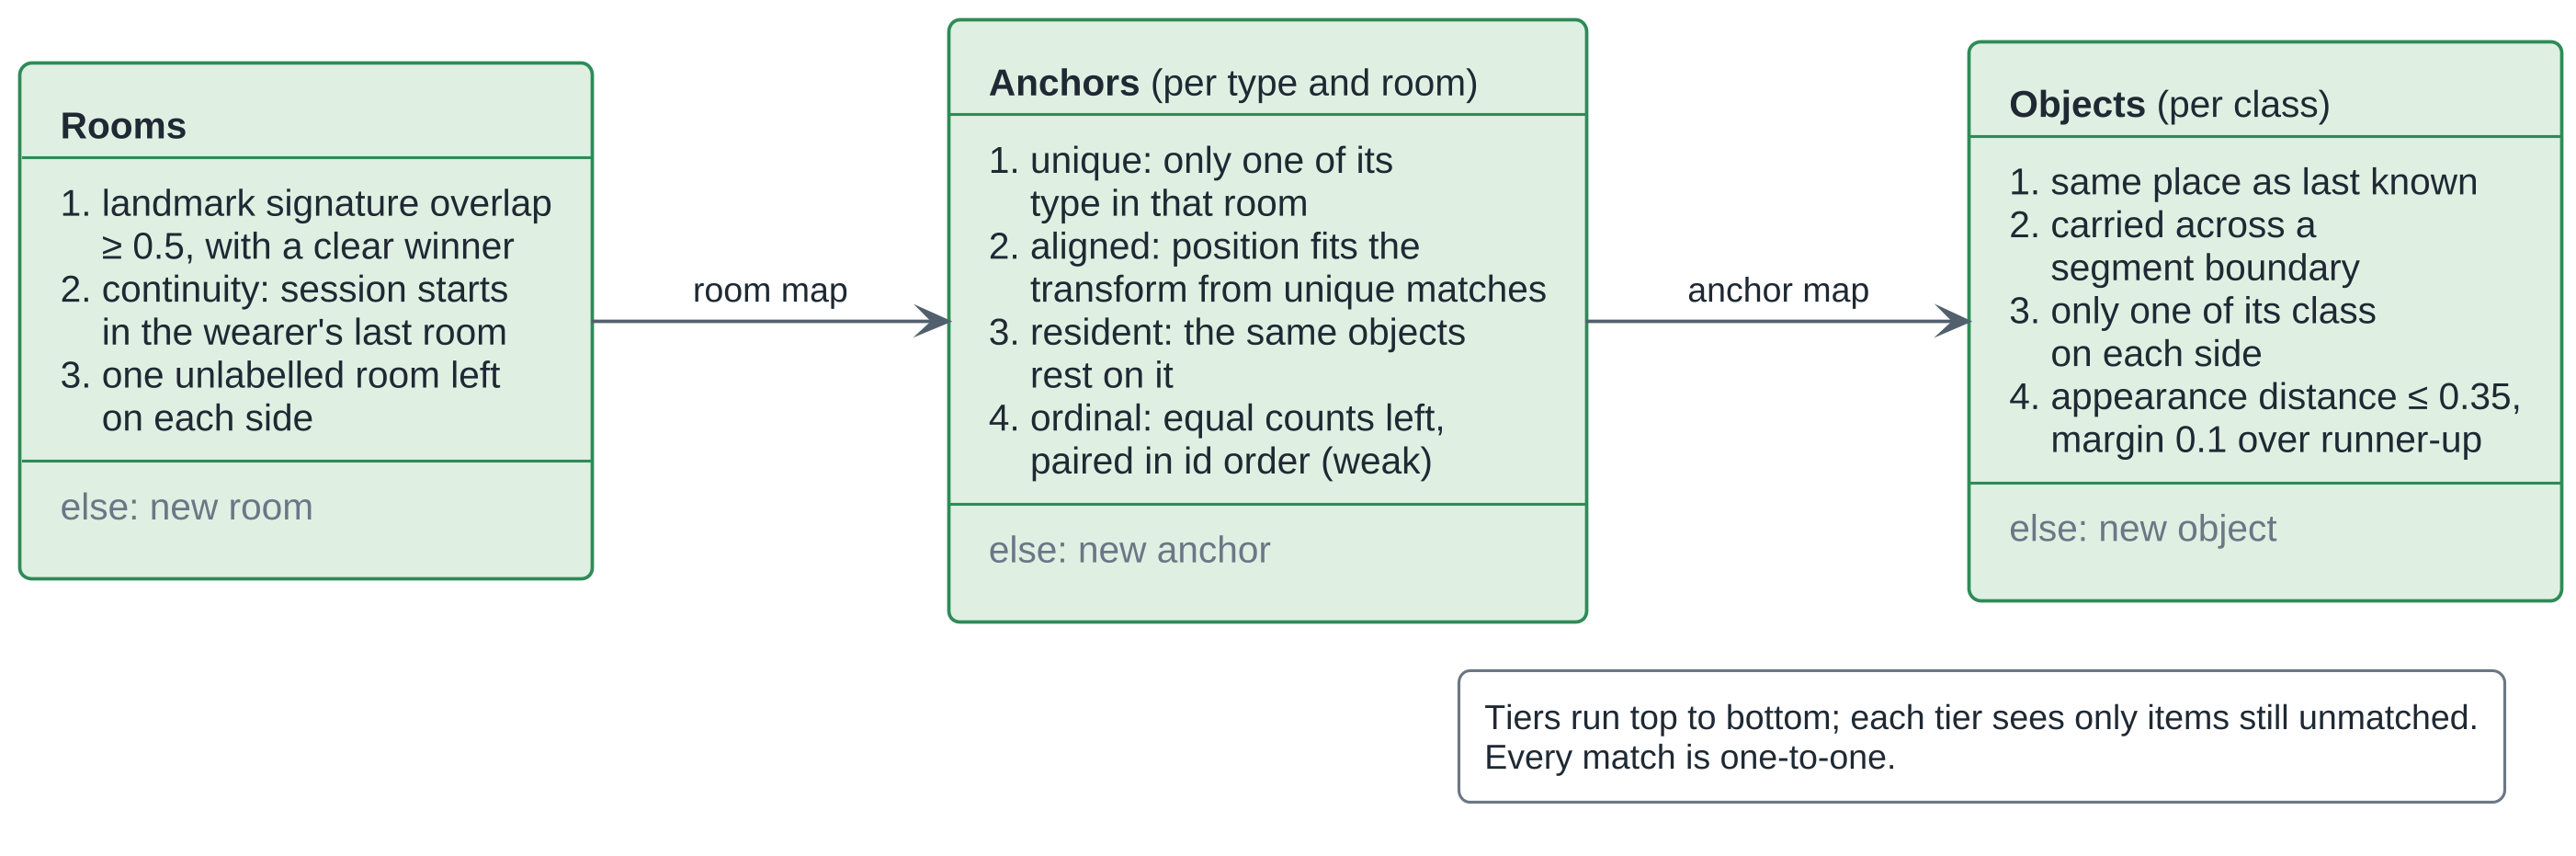 Rooms
1. landmark signature overlap
≥ 0.5, with a clear winner
2. continuity: session starts
in the wearer's last room
3. one unlabelled room left
on each side
else: new room
room map
Anchors (per type and room)
1. unique: only one of its
type in that room
2. aligned: position fits the
transform from unique matches
3. resident: the same objects
rest on it
4. ordinal: equal counts left,
paired in id order (weak)
else: new anchor
anchor map
Objects (per class)
1. same place as last known
2. carried across a
segment boundary
3. only one of its class
on each side
4. appearance distance ≤ 0.35,
margin 0.1 over runner-up
else: new object
Tiers run top to bottom; each tier sees only items still unmatched.
Every match is one-to-one.